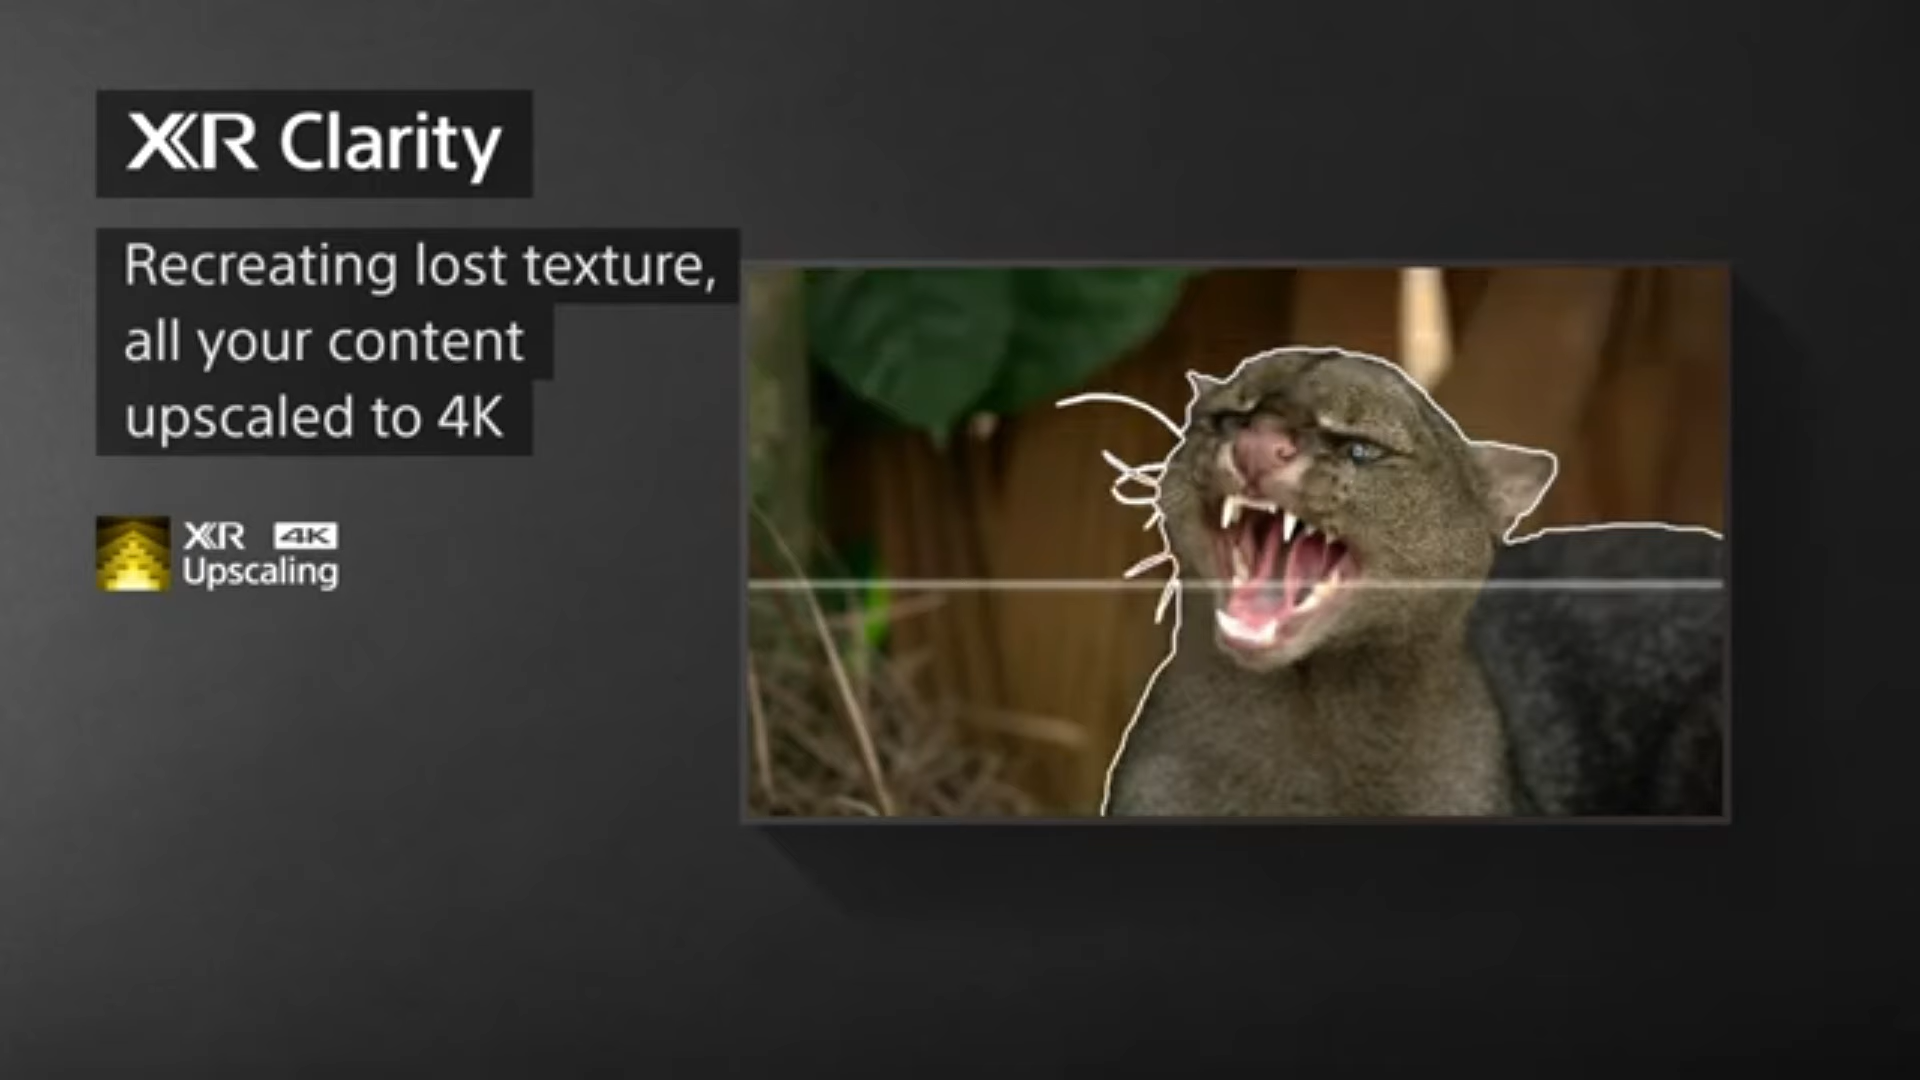 XR Clarity
Recreating lost texture,
all your content
upscaled to 4K
XR 4K
Upscaling